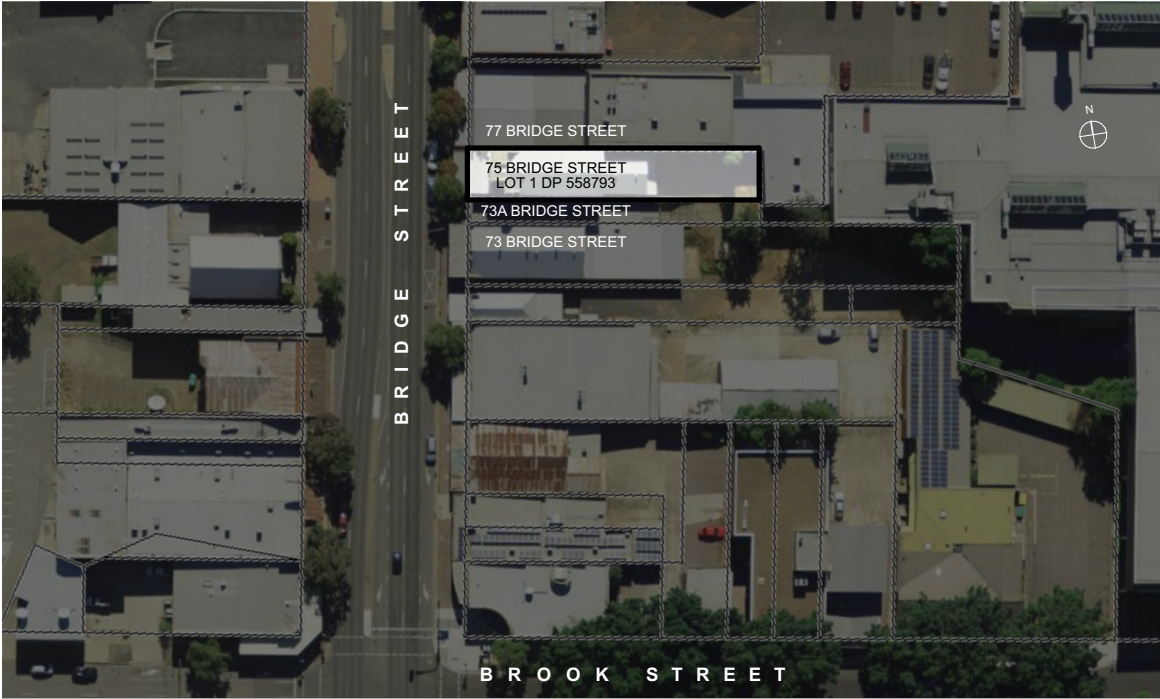 N
77 BRIDGE STREET
75 BRIDGE STREET
LOT 1 DP 558793
73A BRIDGE STREET
73 BRIDGE STREET
BRIDGE STREET
BROOK STREET